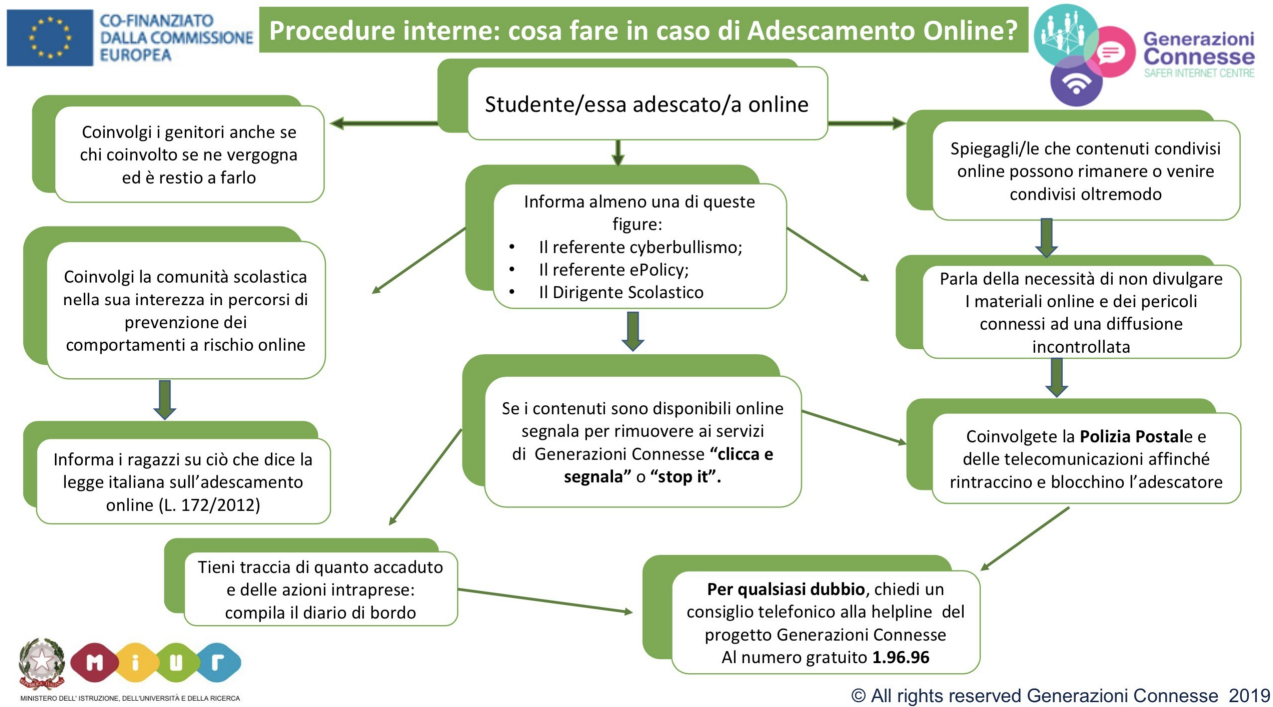 CO-FINANZIATO
DALLA COMMISSIONE
EUROPEA
Procedure interne: cosa fare in caso di Adescamento Online?
Generazioni
Connesse
SAFER INTERNET CENTRE
Studente/essa adescato/a online
Coinvolgi i genitori anche se
chi coinvolto se ne vergogna
ed è restio a farlo
Informa almeno una di queste
figure:
• Il referente cyberbullismo;
• Il referente ePolicy;
• Il Dirigente Scolastico
Spiegagli/le che contenuti condivisi
online possono rimanere o venire
condivisi oltremodo
Coinvolgi la comunità scolastica
nella sua interezza in percorsi di
prevenzione dei
comportamenti a rischio online
Parla della necessità di non divulgare
I materiali online e dei pericoli
connessi ad una diffusione
incontrollata
Se i contenuti sono disponibili online
segnala per rimuovere ai servizi
di Generazioni Connesse “clicca e
segnala” o “stop it”.
Informa i ragazzi su ciò che dice la
legge italiana sull’adescamento
online (L. 172/2012)
Coinvolgete la Polizia Postale e
delle telecomunicazioni affinché
rintraccino e blocchino l’adescatore
Tieni traccia di quanto accaduto
e delle azioni intraprese:
compila il diario di bordo
Per qualsiasi dubbio, chiedi un
consiglio telefonico alla helpline del
progetto Generazioni Connesse
Al numero gratuito 1.96.96
M i U r
MINISTERO DELL' ISTRUZIONE, DELL'UNIVERSITÀ E DELLA RICERCA
© All rights reserved Generazioni Connesse 2019